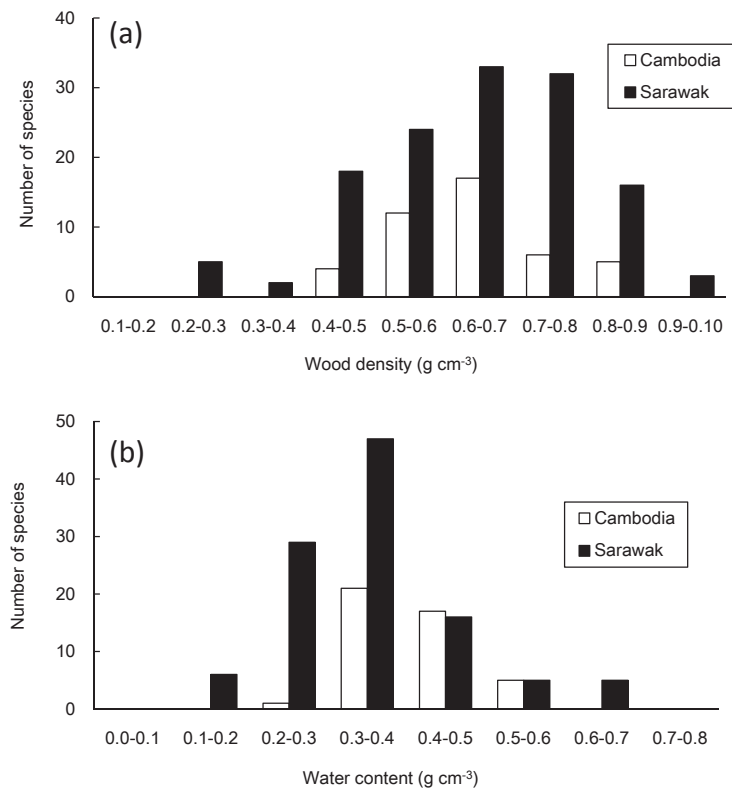 (a)
40
30
20
10
0
Number of species
Cambodia
Sarawak
0.1-0.2 0.2-0.3 0.3-0.4 0.4-0.5 0.5-0.6 0.6-0.7 0.7-0.8 0.8-0.9 0.9-0.10
Wood density (g cm-3)
(b)
50
40
30
20
10
0
Number of species
Cambodia
Sarawak
0.0-0.1 0.1-0.2 0.2-0.3 0.3-0.4 0.4-0.5 0.5-0.6 0.6-0.7 0.7-0.8
Water content (g cm-3)